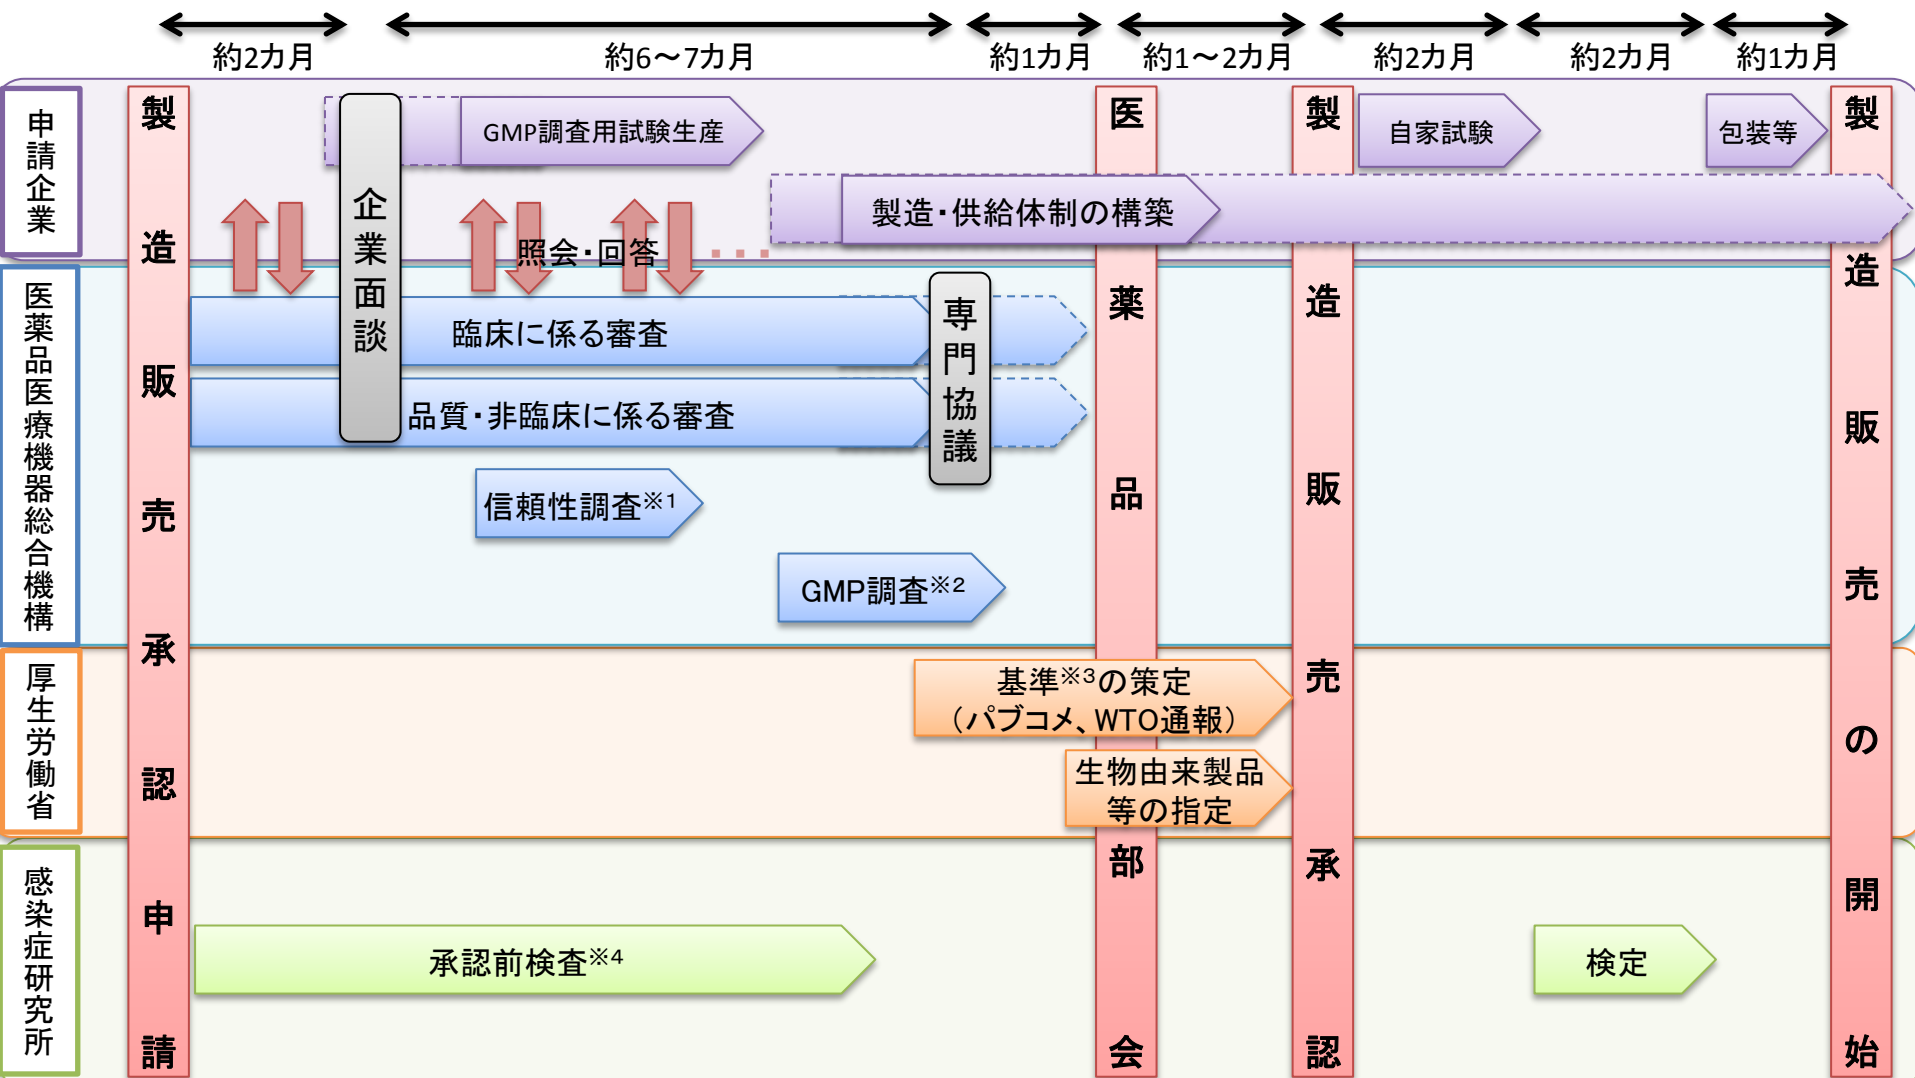 約2カ月
約6～7カ月
約1カ月
約1～2カ月
約2カ月
約2カ月
約1カ月
申請企業
医薬品医療機器総合機構
厚生労働省
感染症研究所
製造販売承認申請
企業面談
専門協議
医薬品部会
製造販売承認
製造販売の開始
GMP調査用試験生産
自家試験
包装等
製造・供給体制の構築
照会・回答
臨床に係る審査
品質・非臨床に係る審査
信頼性調査※1
GMP調査※2
基準※3の策定
（パブコメ、WTO通報）
生物由来製品
等の指定
承認前検査※4
検定